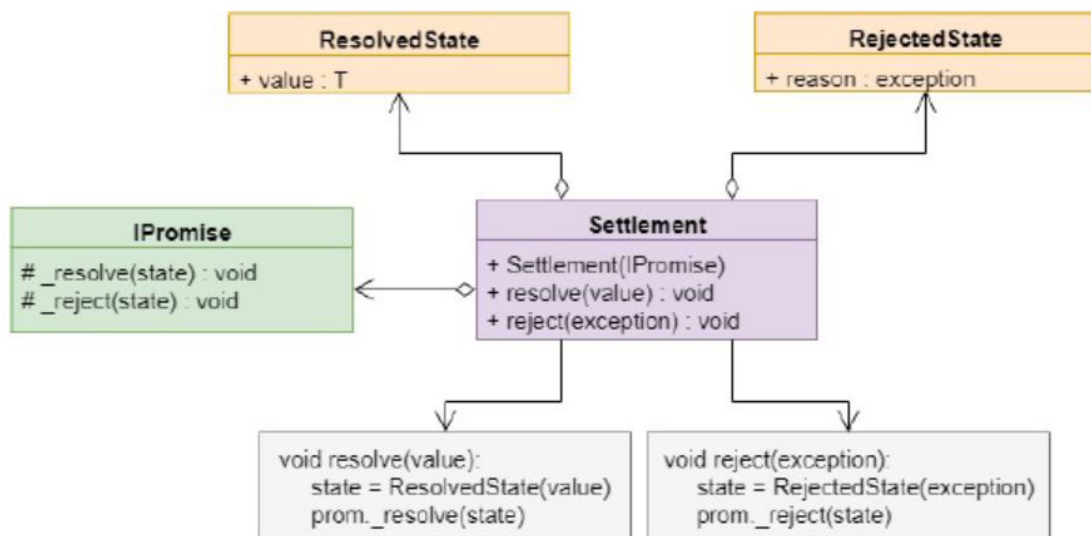 ResolvedState
+ value : T
RejectedState
+ reason : exception
IPromise
# _resolve(state) : void
# _reject(state) : void
Settlement
+ Settlement(IPromise)
+ resolve(value) : void
+ reject(exception) : void
void resolve(value):
state = ResolvedState(value)
prom._resolve(state)
void reject(exception):
state = RejectedState(exception)
prom._reject(state)